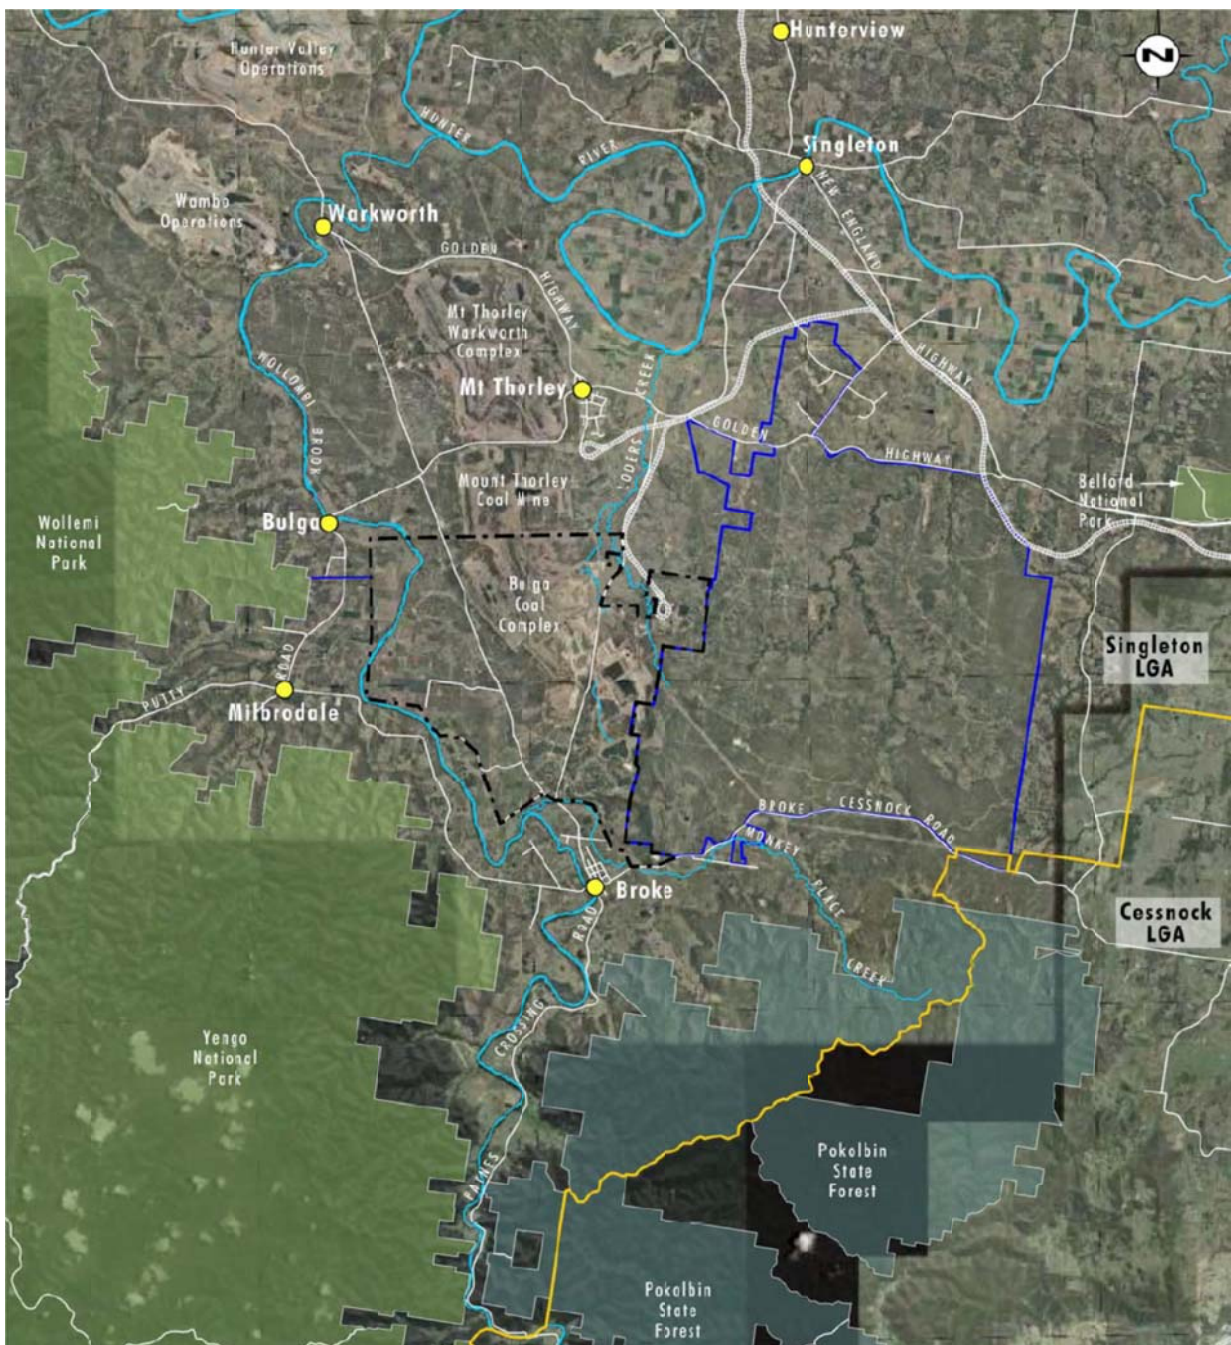 Hunterview
Hunter Valley
Operations
N
HUNTER
RIVER
Singleton
NEW ENGLAND
HIGHWAY
Wambo
Operations
Warkworth
GOLDEN
HIGHWAY
Mt Thorley
Warkworth
Complex
WOLLOMBI
BROOK
Mt Thorley
LODERS
CREEK
GOLDEN
HIGHWAY
Belford
National
Park
Mount Thorley
Coal Mine
Bulga
Wollemi
National
Park
Bulga
Coal
Complex
Singleton
LGA
PUTTY
ROAD
Milbrodale
BROKE
CESSNOCK
ROAD
MONKEY
PLACE
CREEK
Broke
Cessnock
LGA
ROAD
CROSSING
PAYNES
Yengo
National
Park
Pokolbin
State
Forest
Pokolbin
State
Forest